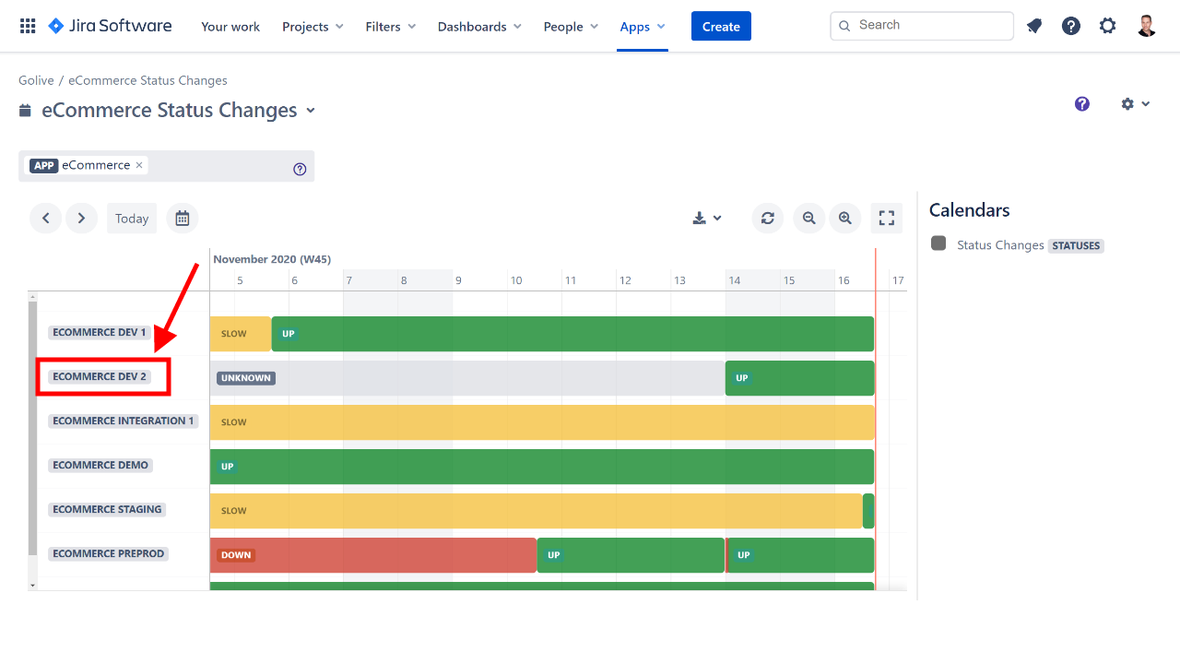 Jira Software Your work Projects Filters Dashboards People Apps Create Search
Golive / eCommerce Status Changes
eCommerce Status Changes
APP eCommerce ×
Today
Calendars
Status Changes STATUSES
November 2020 (W45)
5 6 7 8 9 10 11 12 13 14 15 16 17
ECOMMERCE DEV 1 SLOW UP
ECOMMERCE DEV 2 UNKNOWN UP
ECOMMERCE INTEGRATION 1 SLOW
ECOMMERCE DEMO UP
ECOMMERCE STAGING SLOW
ECOMMERCE PREPROD DOWN UP UP